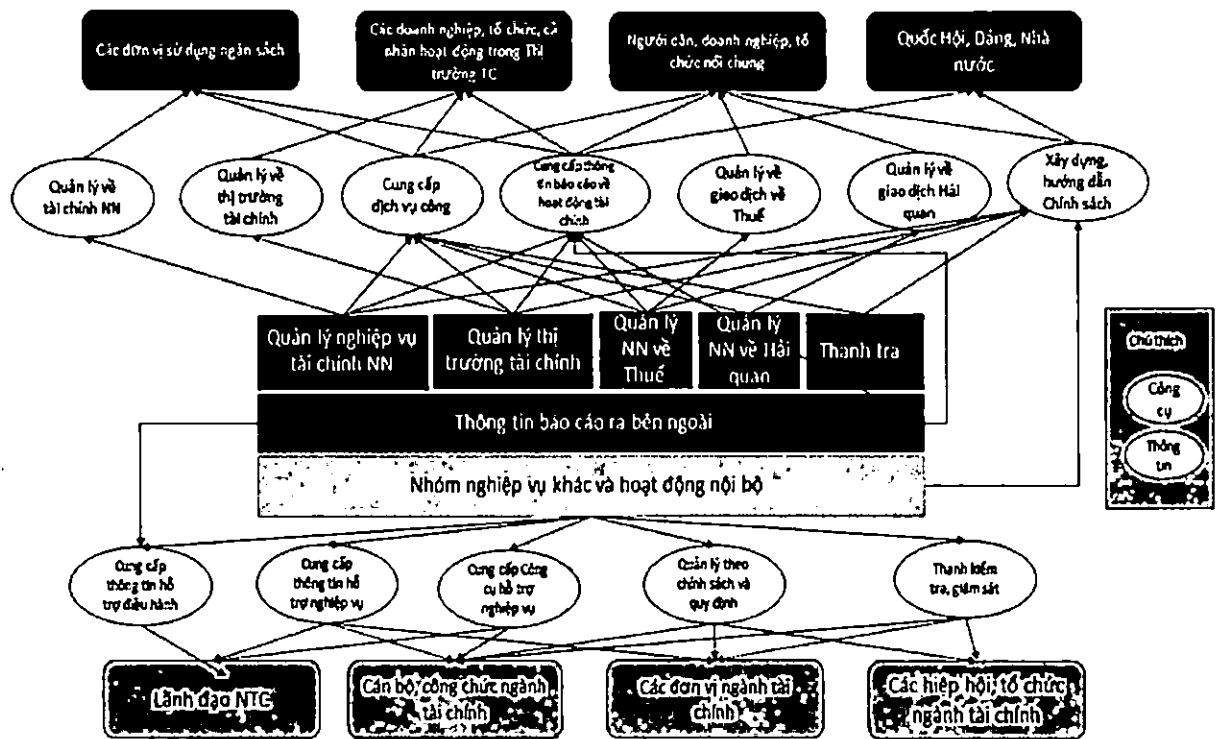 Các đơn vị sử dụng ngân sách
Các doanh nghiệp, tổ chức, cá
nhân hoạt động trong Thị
trường TC
Người dân, doanh nghiệp, tổ
chức nói chung
Quốc Hội, Đảng, Nhà
nước
Quản lý về
tài chính NN
Quản lý về
thị trường
tài chính
Cung cấp
dịch vụ công
Cung cấp thông
tin báo cáo về
hoạt động tài
chính
Quản lý về
giao dịch về
Thuế
Quản lý về
giao dịch Hải
quan
Xây dựng,
hướng dẫn
Chính sách
Quản lý nghiệp vụ
tài chính NN
Quản lý thị
trường tài chính
Quản lý
NN về
Thuế
Quản lý
NN về Hải
quan
Thanh tra
Thông tin báo cáo ra bên ngoài
Nhóm nghiệp vụ khác và hoạt động nội bộ
Chú thích
Công
cụ
Thông
tin
Cung cấp
thông tin hỗ
trợ điều hành
Cung cấp
thông tin hỗ
trợ nghiệp vụ
Cung cấp Công
cụ hỗ trợ
nghiệp vụ
Quản lý theo
chính sách và
quy định
Thanh kiểm
tra, giám sát
Lãnh đạo NTC
Cán bộ, công chức ngành
tài chính
Các đơn vị ngành tài
chính
Các hiệp hội, tổ chức
ngành tài chính